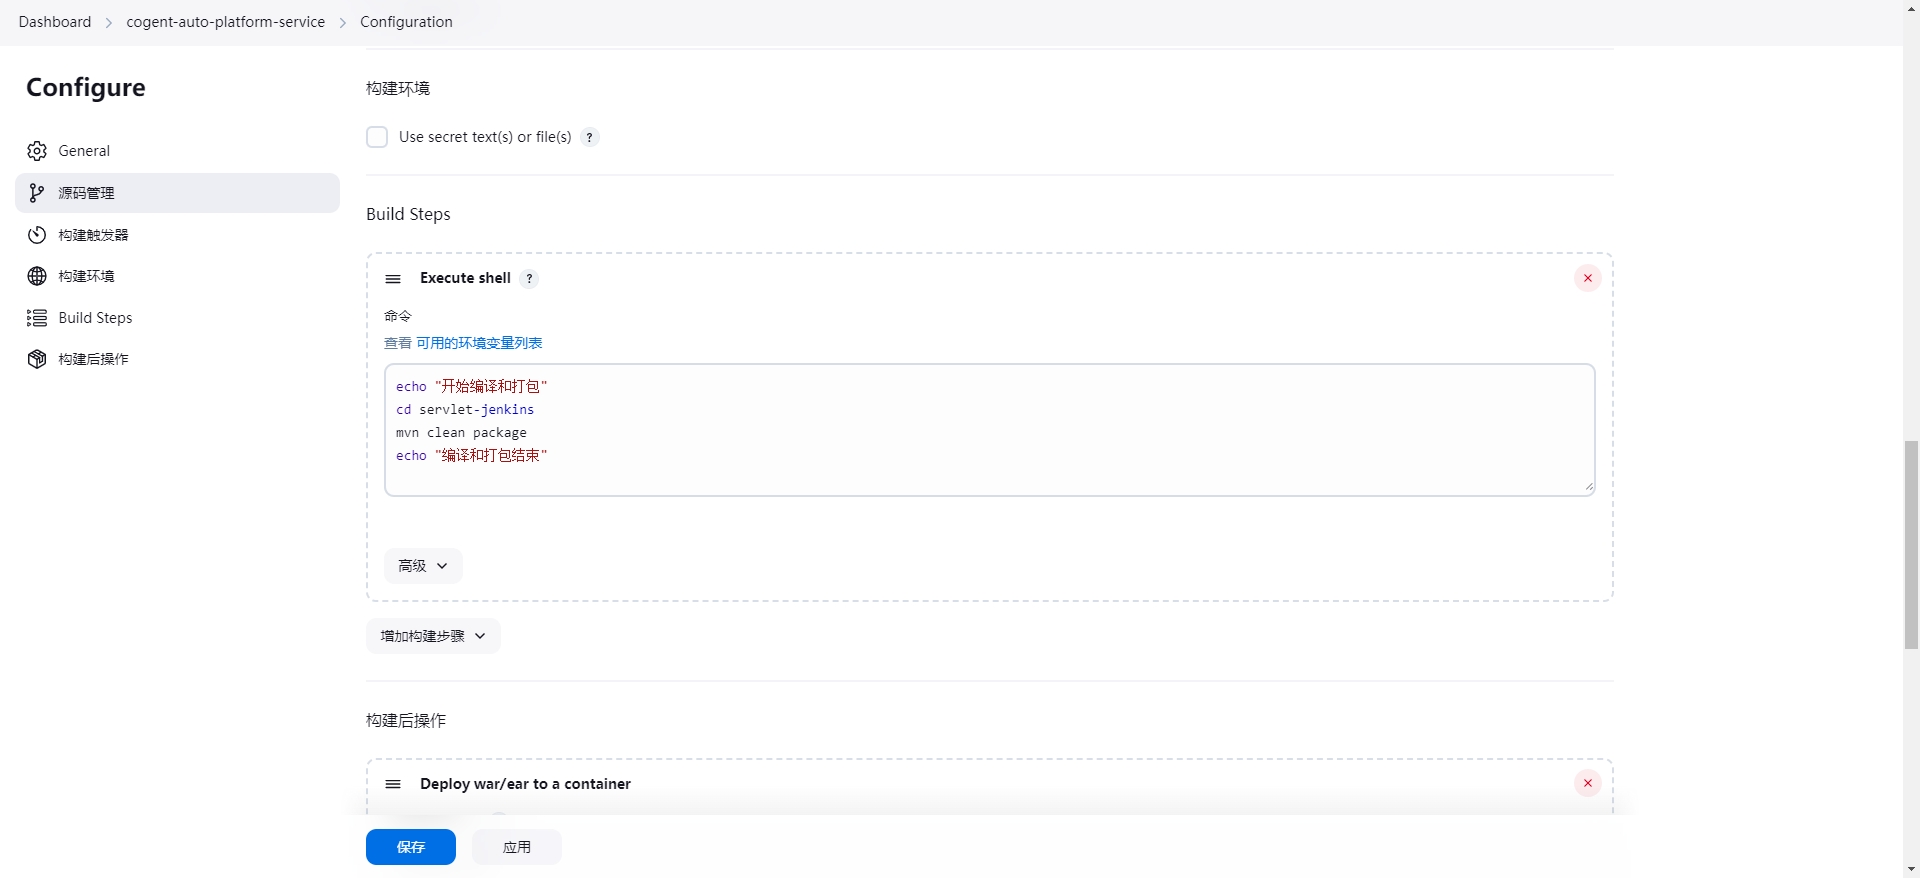 Dashboard > cogent-auto-platform-service > Configuration
Configure
General
源码管理
构建触发器
构建环境
Build Steps
构建后操作
构建环境
Use secret text(s) or file(s) ?
Build Steps
Execute shell ?
命令
查看 可用的环境变量列表
echo "开始编译和打包"
cd servlet-jenkins
mvn clean package
echo "编译和打包结束"
高级
增加构建步骤
构建后操作
Deploy war/ear to a container
保存
应用